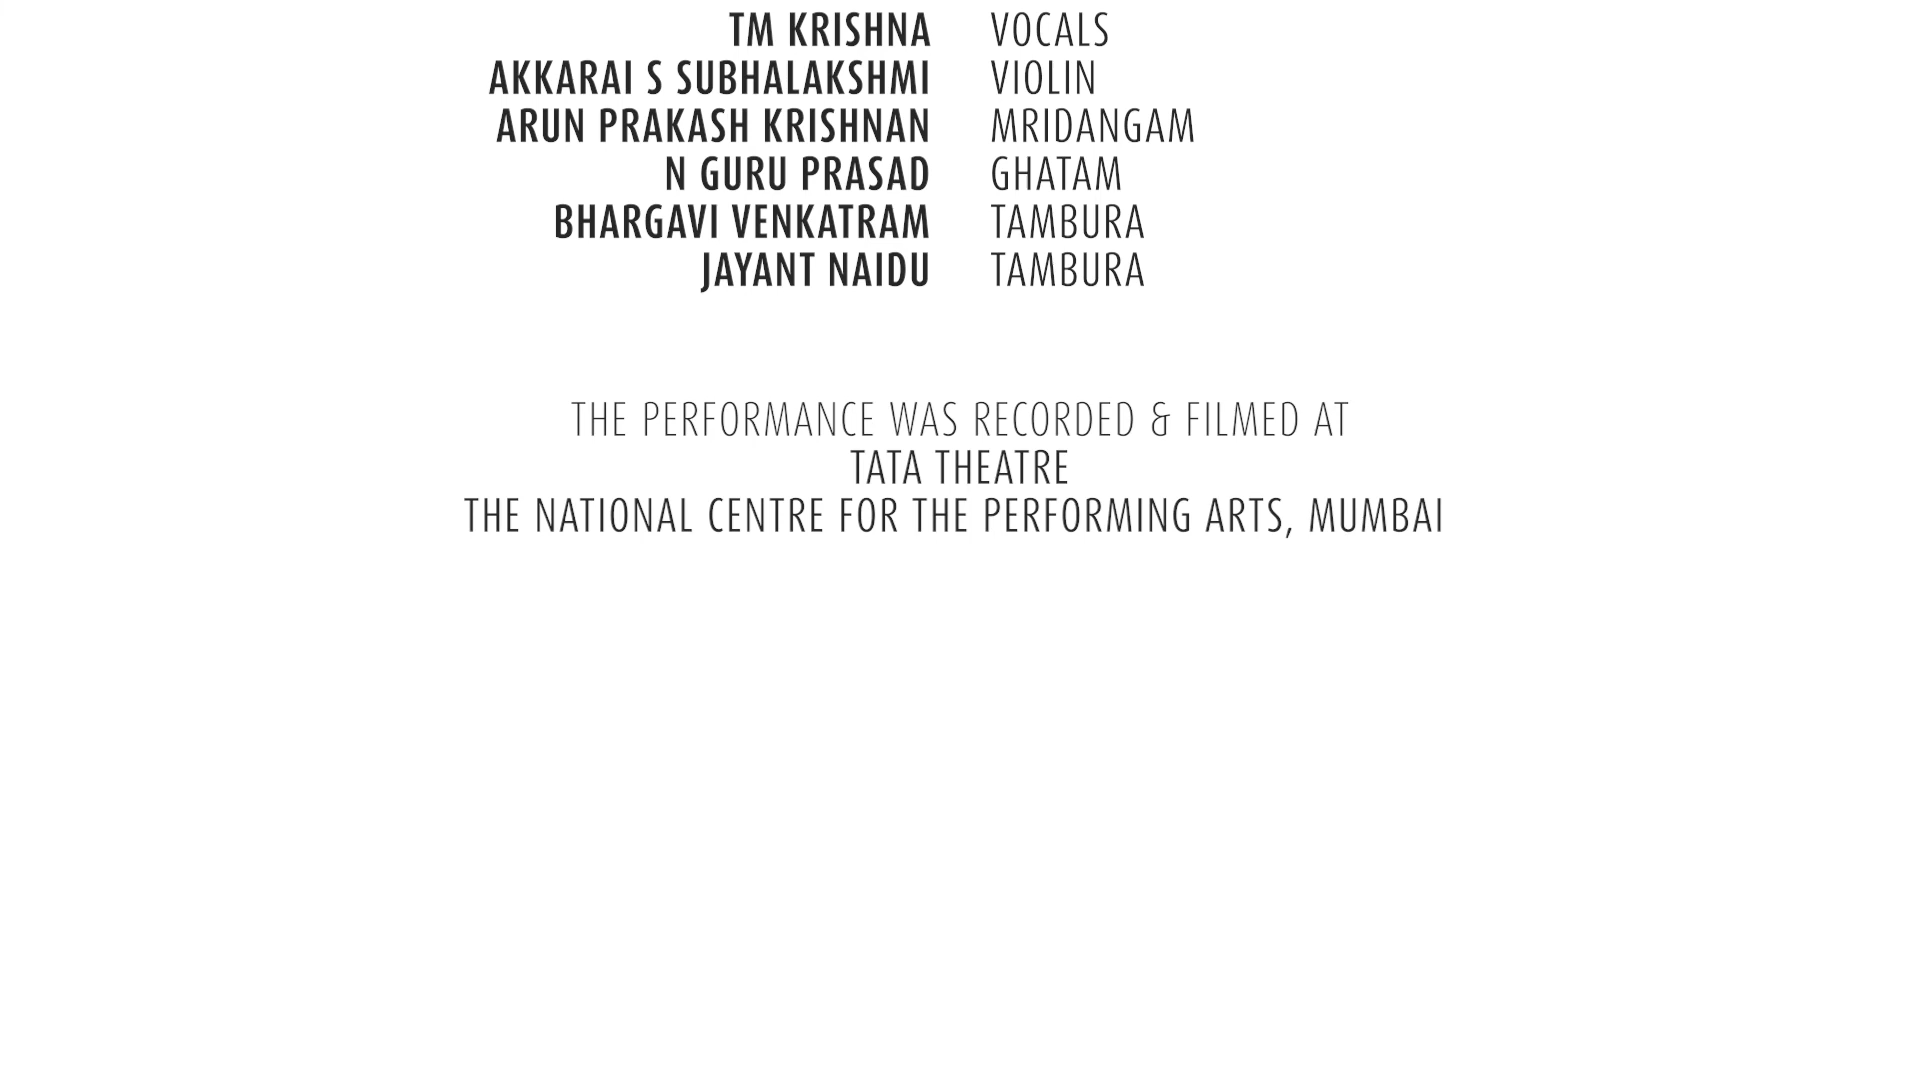 TM KRISHNA VOCALS
AKKARAI S SUBHALAKSHMI VIOLIN
ARUN PRAKASH KRISHNAN MRIDANGAM
N GURU PRASAD GHATAM
BHARGAVI VENKATRAM TAMBURA
JAYANT NAIDU TAMBURA
THE PERFORMANCE WAS RECORDED & FILMED AT
TATA THEATRE
THE NATIONAL CENTRE FOR THE PERFORMING ARTS, MUMBAI